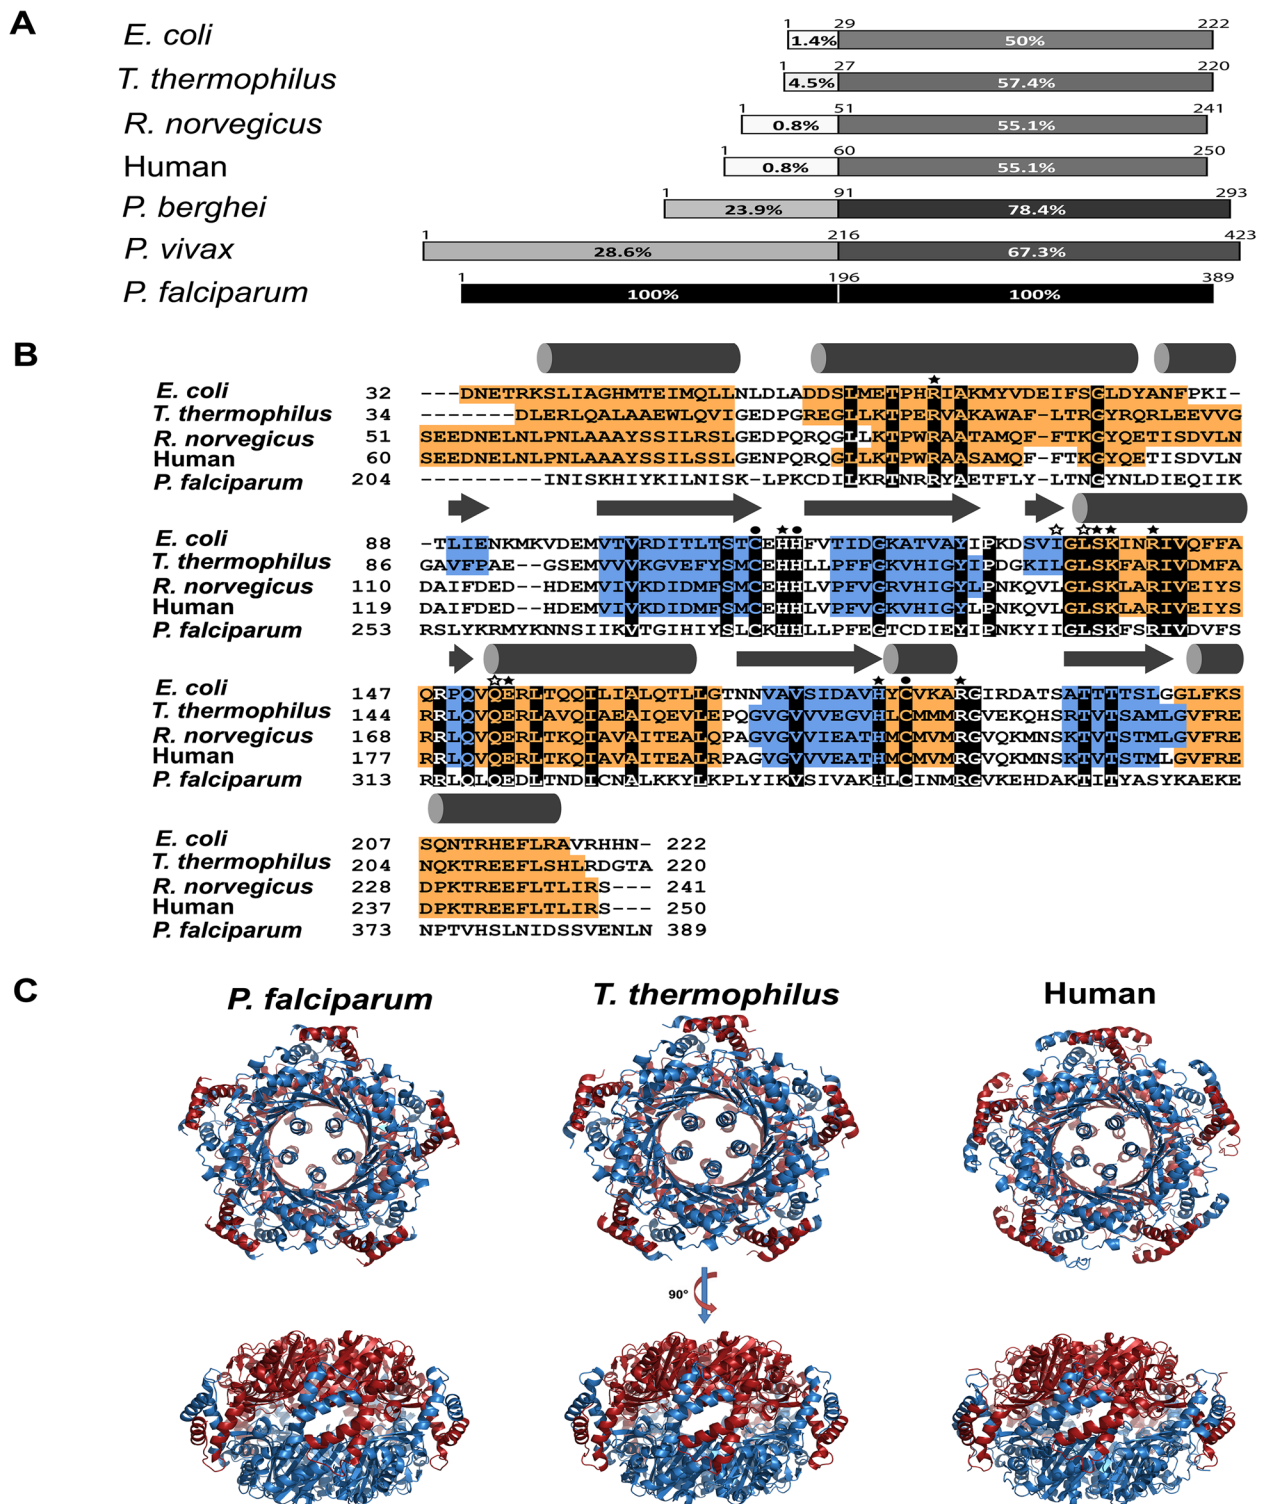 A
E. coli 1 29 222
1.4% 50%
T. thermophilus 1 27 220
4.5% 57.4%
R. norvegicus 1 51 241
0.8% 55.1%
Human 1 60 250
0.8% 55.1%
P. berghei 1 91 293
23.9% 78.4%
P. vivax 1 216 423
28.6% 67.3%
P. falciparum 1 196 389
100% 100%
B
E. coli 32 ---DNETRKSLIAGHMTEIMQLLNLDLADDSLMETPHRIAKMYVDEIFSGLDYANFPKI-
T. thermophilus 34 -------DLERLQALAAEWLQVIGEDPGREGLLKTPERVAKAWAF-LTRGYRQRLEEVVG
R. norvegicus 51 SEEDNELNLPNLAAAYSSILRSLGEDPQRQGLLKTPWRAATAMQF-FTKGYQETISDVLN
Human 60 SEEDNELNLPNLAAAYSSILSSLGENPQRQGLLKTPWRAASAMQF-FTKGYQETISDVLN
P. falciparum 204 ---------INISKHIYKILNISK-LPKCDILKRTNRRYAETFLY-LTNGYNLDIEQIIK
E. coli 88 -TLIENKMKVDEMVTVRDITLTSTCEHHFVTIDGKATVAYIPKDSVIGLSKINRIVQFFA
T. thermophilus 86 GAVFPAE--GSEMVVVKGVEFYSMCEHHLLPFFGKVHIGYIPDGKILGLSKFARIVDMFA
R. norvegicus 110 DAIFDED--HDEMVIVKDIDMFSMCEHHLVPFVGRVHIGYLPNKQVLGLSKLARIVEIYS
Human 119 DAIFDED--HDEMVIVKDIDMFSMCEHHLVPFVGKVHIGYLPNKQVLGLSKLARIVEIYS
P. falciparum 253 RSLYKRMYKNNSIIKVTGIHIYSLCKHHLLPFEGTCDIEYIPNKYIIGLSKFSRIVDVFS
E. coli 147 QRPQVQERLTQQILIALQTLLGTNNVAVSIDAVHYCVKARGIRDATSATTTTSLGGLFKS
T. thermophilus 144 RRLQVQERLAVQIAEAIQEVLEPQGVGVVVEGVHLCMMMRGVEKQHSRTVTSAMLGVFRE
R. norvegicus 168 RRLQVQERLTKQIAVAITEALQPAGVGVVIEATHMCMVMRGVQKMNSKTVTSTMLGVFRE
Human 177 RRLQVQERLTKQIAVAITEALRPAGVGVVVEATHMCMVMRGVQKMNSKTVTSTMLGVFRE
P. falciparum 313 RRLQLQEDLTNDICNALKKYLKPLYIKVSIVAKHLCINMRGVKEHDAKTITYASYKAEKE
E. coli 207 SQNTRHEFLRAVRHHN- 222
T. thermophilus 204 NQKTREEFLSHLRDGTA 220
R. norvegicus 228 DPKTREEFLTLIRS--- 241
Human 237 DPKTREEFLTLIRS--- 250
P. falciparum 373 NPTVHSLNIDSSVENLN 389
C
P. falciparum T. thermophilus Human
90°